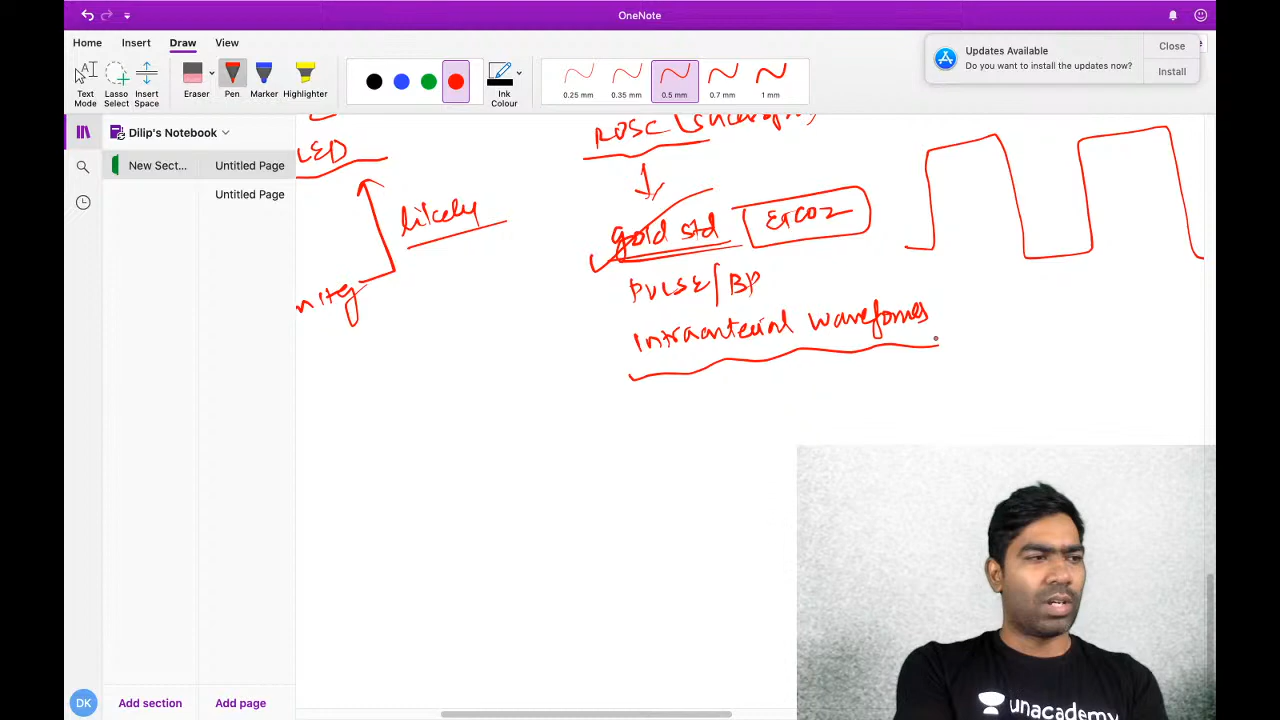 OneNote
Home Insert Draw View
Updates Available
Do you want to install the updates now?
Close
Install
Text Mode
Lasso Select
Insert Space
Eraser
Pen
Marker
Highlighter
Ink Colour
0.25 mm
0.35 mm
0.5 mm
0.7 mm
1 mm
Dilip's Notebook
New Sect...
Untitled Page
Untitled Page
ROSC
LED
likely
gold std
ETCO2
PULSE/BP
Intraarterial waveforms
DK
Add section
Add page
unacademy